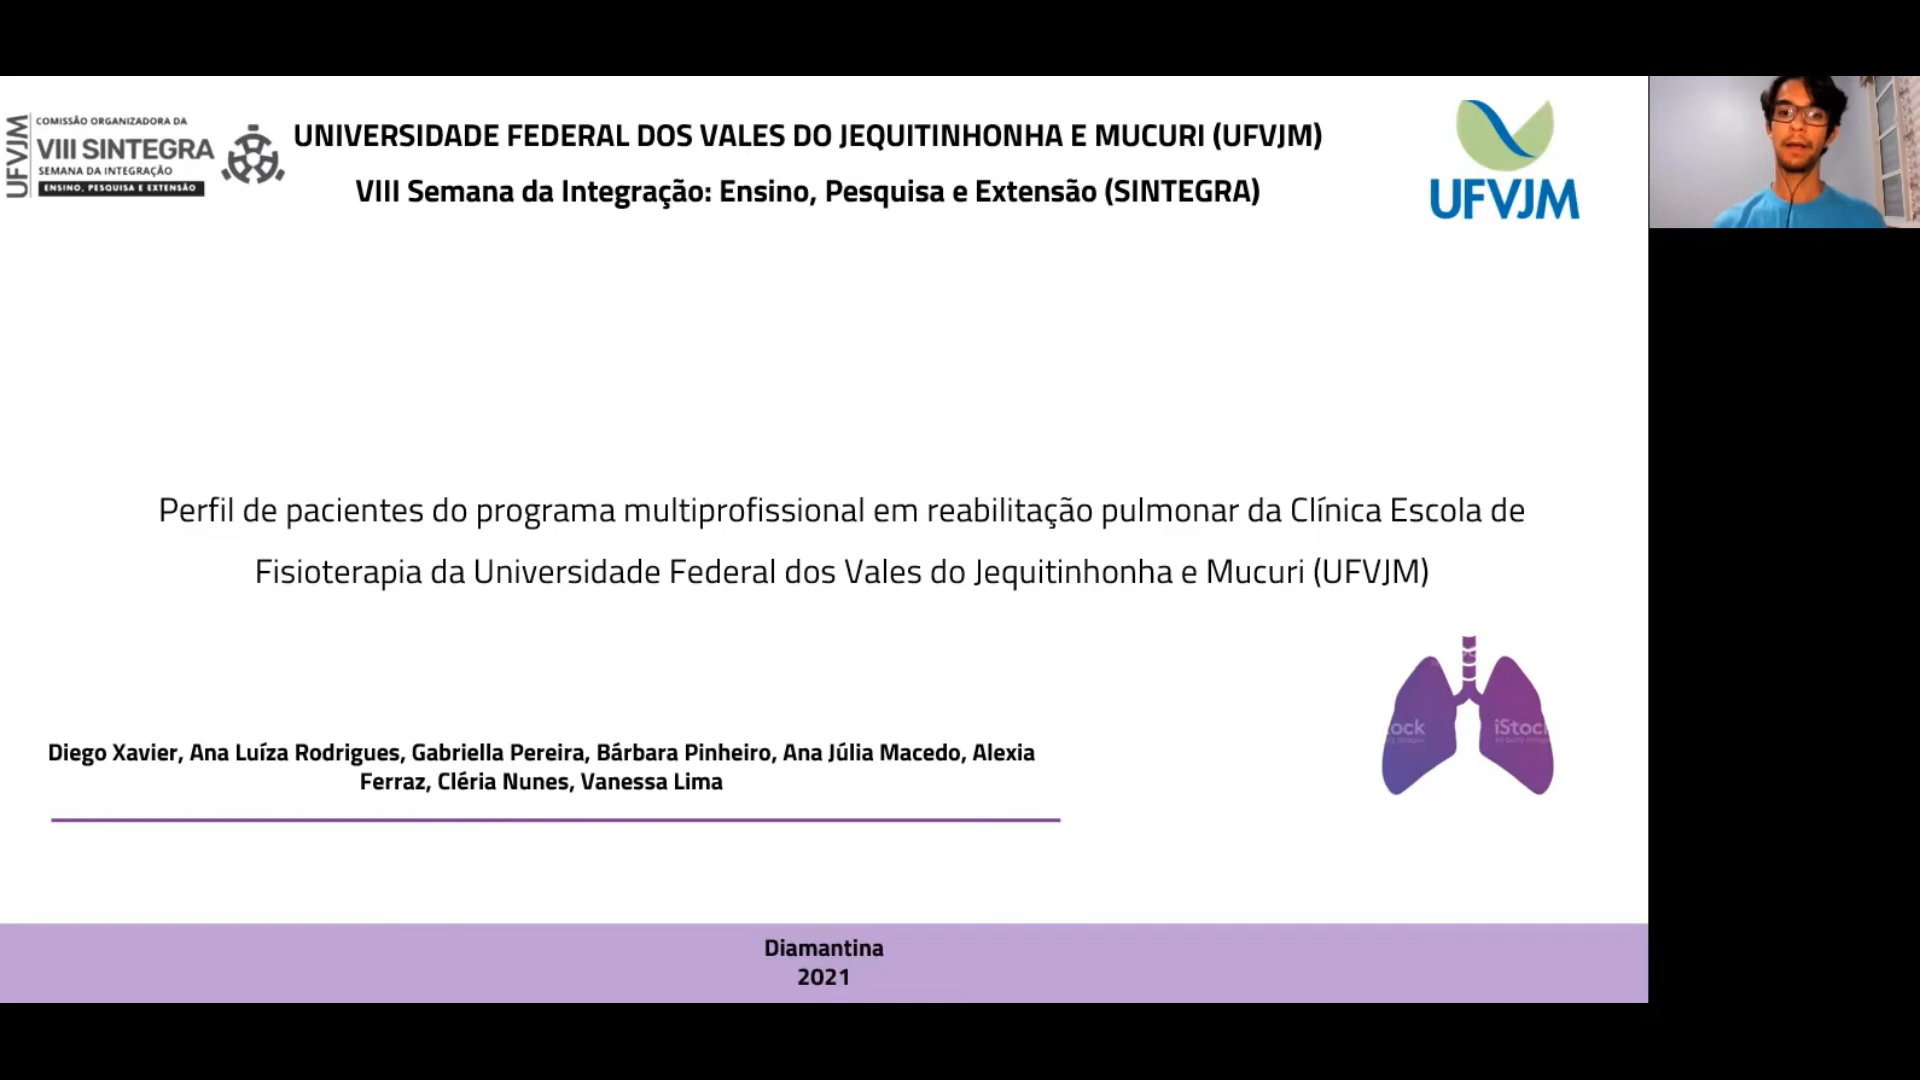 UFVJM
COMISSÃO ORGANIZADORA DA
VIII SINTEGRA
SEMANA DA INTEGRAÇÃO
ENSINO, PESQUISA E EXTENSÃO
UNIVERSIDADE FEDERAL DOS VALES DO JEQUITINHONHA E MUCURI (UFVJM)
VIII Semana da Integração: Ensino, Pesquisa e Extensão (SINTEGRA)
UFVJM
Perfil de pacientes do programa multiprofissional em reabilitação pulmonar da Clínica Escola de
Fisioterapia da Universidade Federal dos Vales do Jequitinhonha e Mucuri (UFVJM)
ock
iStoc
Diego Xavier, Ana Luíza Rodrigues, Gabriella Pereira, Bárbara Pinheiro, Ana Júlia Macedo, Alexia
Ferraz, Cléria Nunes, Vanessa Lima
Diamantina
2021